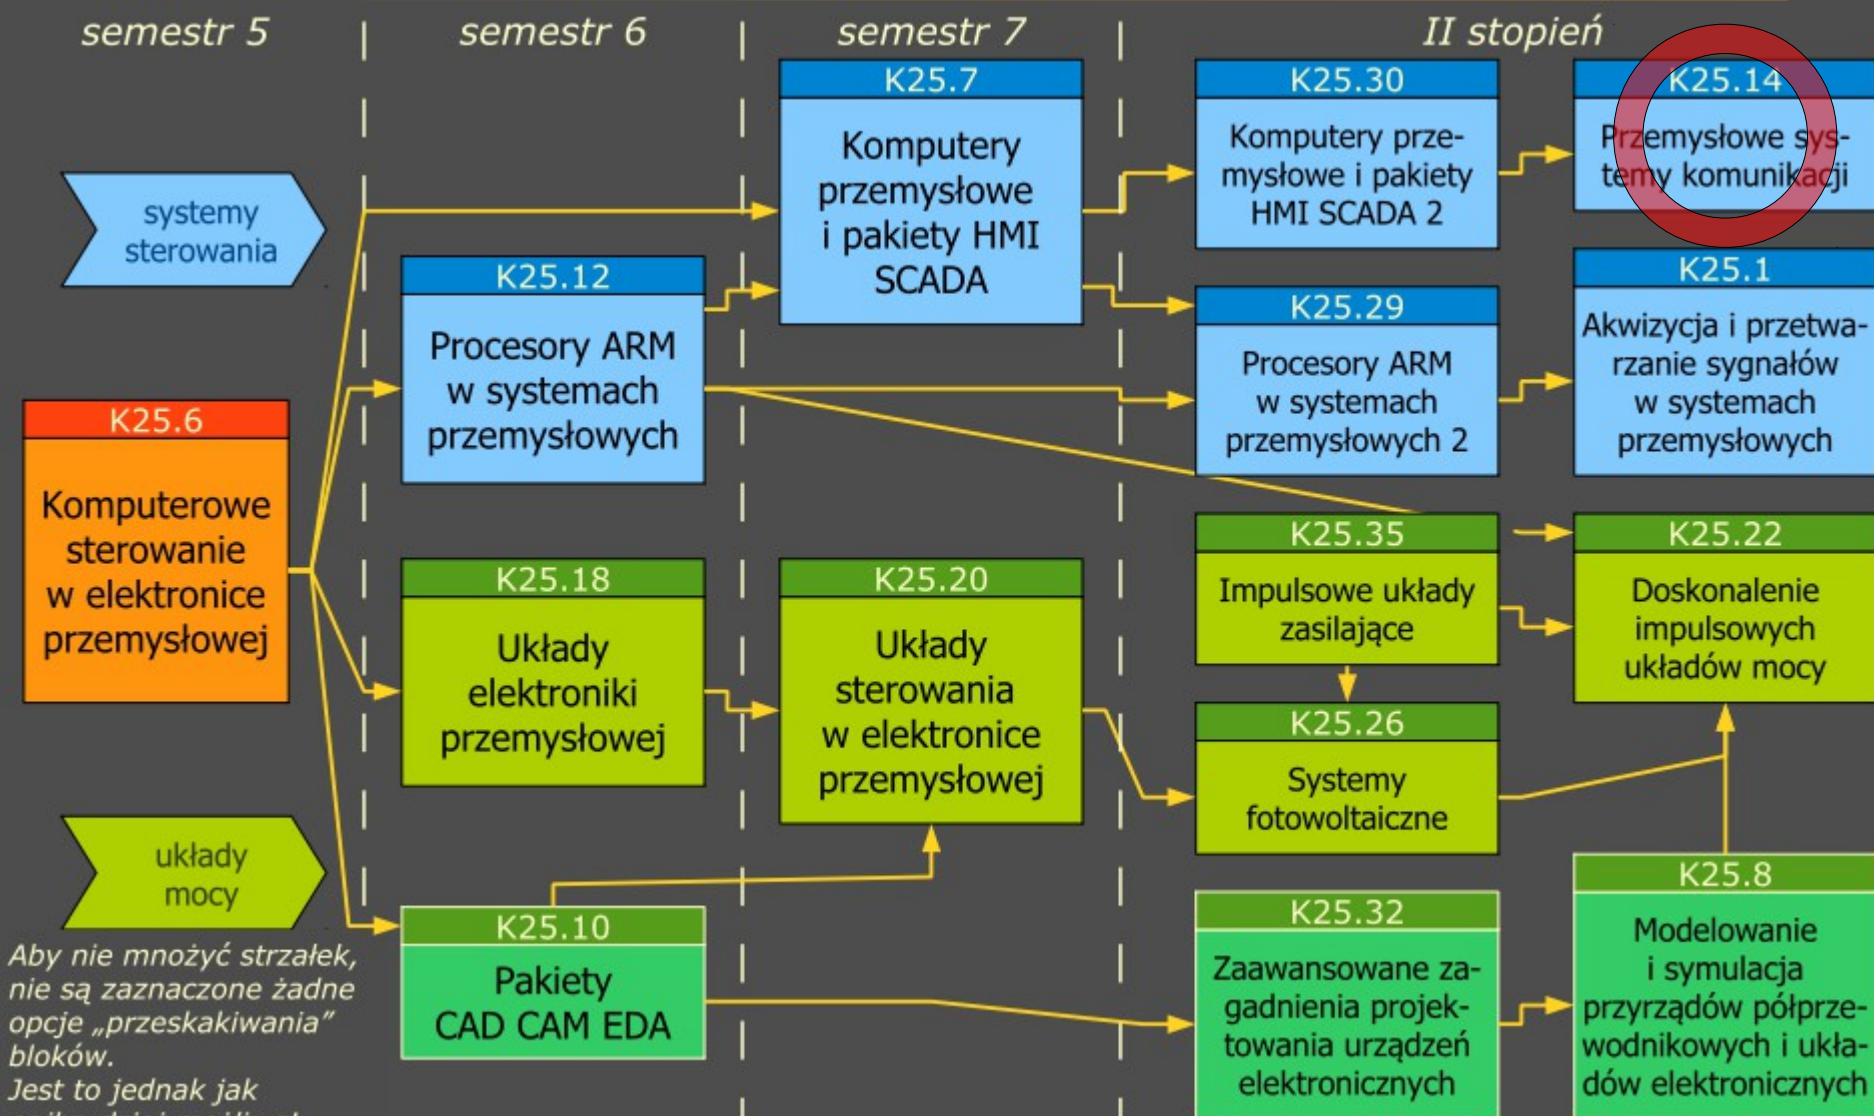 semestr 5
semestr 6
semestr 7
II stopień
systemy
sterowania
K25.6
Komputerowe
sterowanie
w elektronice
przemysłowej
układy
mocy
Aby nie mnożyć strzałek,
nie są zaznaczone żadne
opcje „przeskakiwania”
bloków.
Jest to jednak jak
K25.12
Procesory ARM
w systemach
przemysłowych
K25.18
Układy
elektroniki
przemysłowej
K25.10
Pakiety
CAD CAM EDA
K25.7
Komputery
przemysłowe
i pakiety HMI
SCADA
K25.20
Układy
sterowania
w elektronice
przemysłowej
K25.30
Komputery prze-
mysłowe i pakiety
HMI SCADA 2
K25.29
Procesory ARM
w systemach
przemysłowych 2
K25.35
Impulsowe układy
zasilające
K25.26
Systemy
fotowoltaiczne
K25.32
Zaawansowane za-
gadnienia projek-
towania urządzeń
elektronicznych
K25.14
Przemysłowe sys-
temy komunikacji
K25.1
Akwizycja i przetwa-
rzanie sygnałów
w systemach
przemysłowych
K25.22
Doskonalenie
impulsowych
układów mocy
K25.8
Modelowanie
i symulacja
przyrządów półprze-
wodnikowych i ukła-
dów elektronicznych